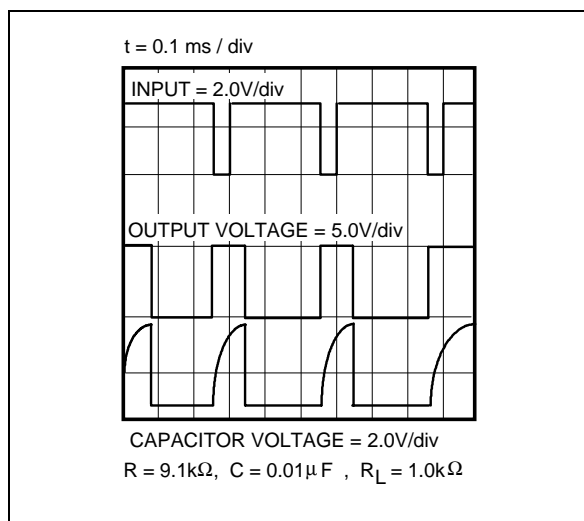 t = 0.1 ms / div
INPUT = 2.0V/div
OUTPUT VOLTAGE = 5.0V/div
CAPACITOR VOLTAGE = 2.0V/div
R = 9.1kΩ, C = 0.01μF , RL = 1.0kΩ